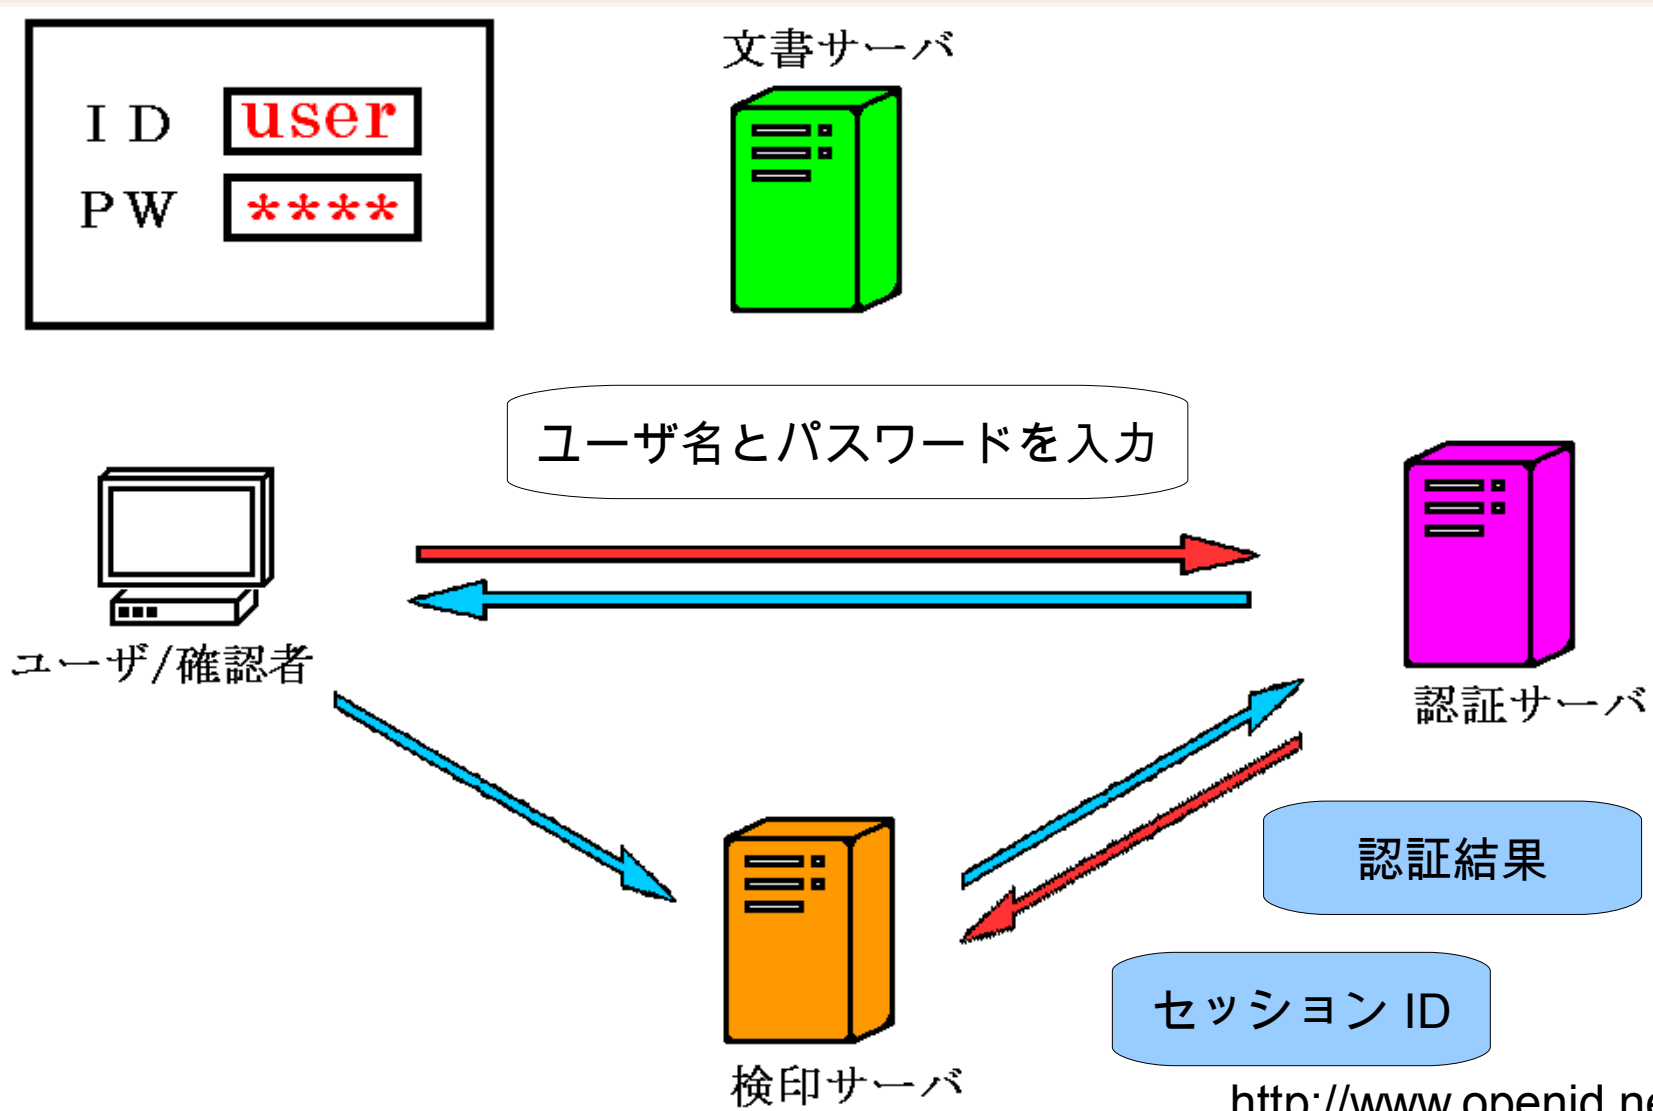 文書サーバ
ＩＤ user
ＰＷ ****
ユーザ名とパスワードを入力
ユーザ/確認者
認証サーバ
認証結果
セッション ID
検印サーバ
http://www.openid.ne